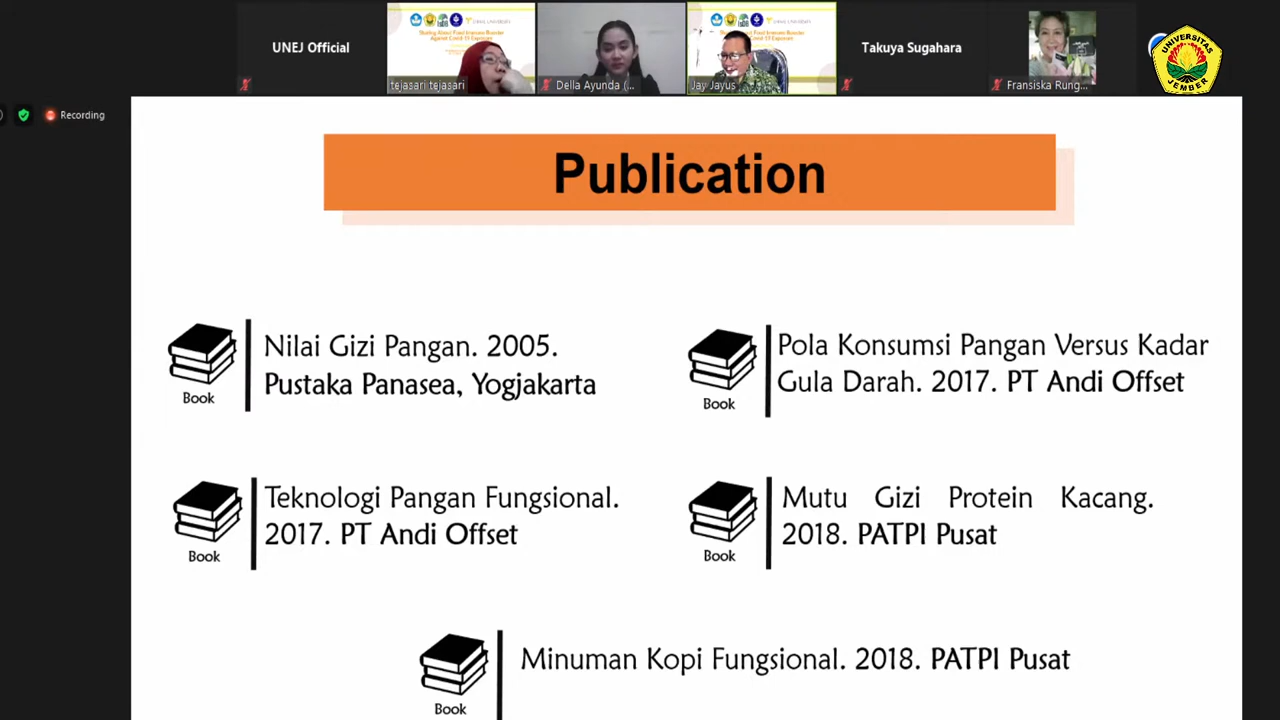 UNEJ Official
tejasari tejasari
Della Ayunda (...
Jay Jayus
Takuya Sugahara
Fransiska Rung...
UNIVERSITAS
JEMBER
Recording
Publication
Book
Nilai Gizi Pangan. 2005.
Pustaka Panasea, Yogjakarta
Book
Pola Konsumsi Pangan Versus Kadar
Gula Darah. 2017. PT Andi Offset
Book
Teknologi Pangan Fungsional.
2017. PT Andi Offset
Book
Mutu Gizi Protein Kacang.
2018. PATPI Pusat
Book
Minuman Kopi Fungsional. 2018. PATPI Pusat